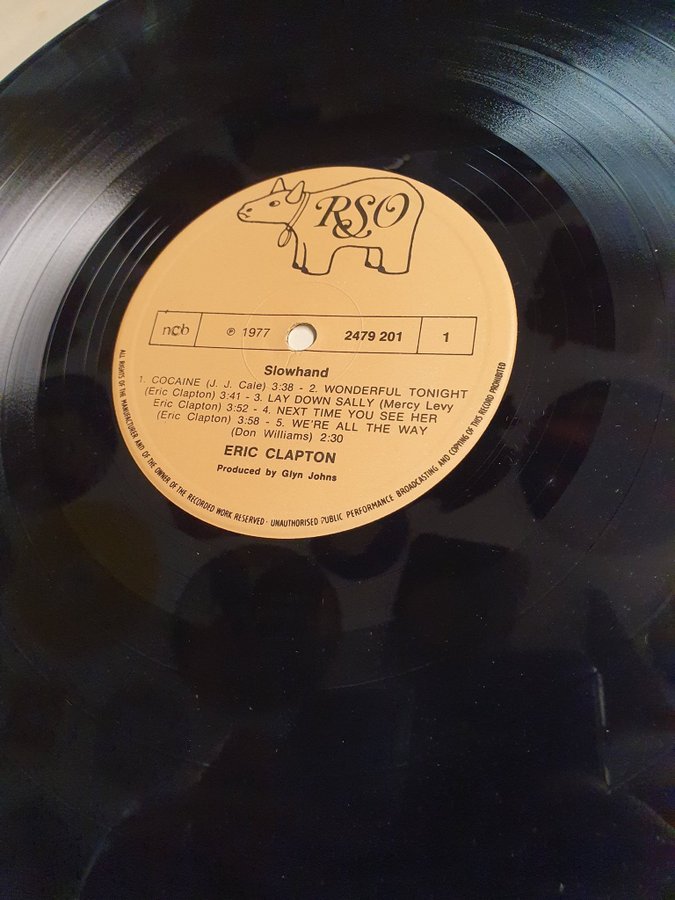 RSO
ncb ℗ 1977 2479 201 1
Slowhand
1. COCAINE (J. J. Cale) 3:38 - 2. WONDERFUL TONIGHT
(Eric Clapton) 3:41 - 3. LAY DOWN SALLY (Mercy Levy
Eric Clapton) 3:52 - 4. NEXT TIME YOU SEE HER
(Eric Clapton) 3:58 - 5. WE'RE ALL THE WAY
(Don Williams) 2:30
ERIC CLAPTON
Produced by Glyn Johns
ALL RIGHTS OF THE MANUFACTURER AND OF THE OWNER OF THE RECORDED WORK RESERVED · UNAUTHORISED PUBLIC PERFORMANCE BROADCASTING AND COPYING OF THIS RECORD PROHIBITED